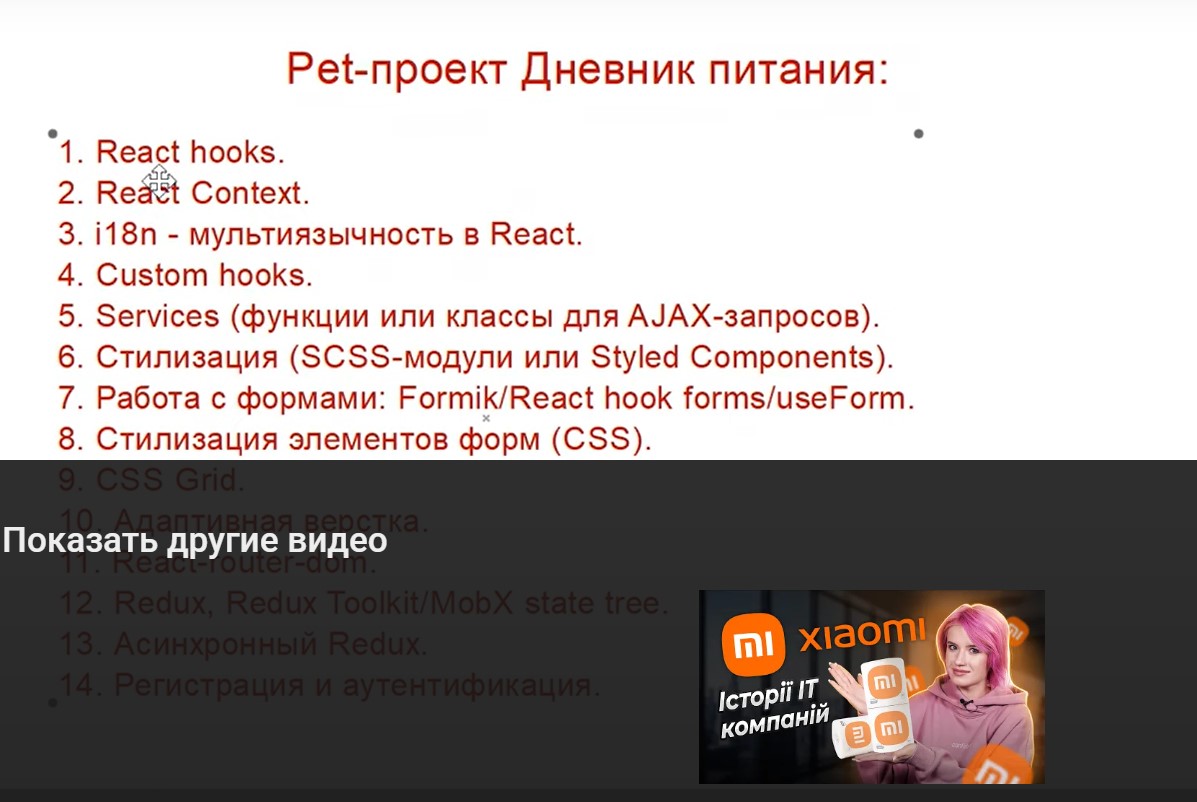 Pet-проект Дневник питания:
1. React hooks.
2. React Context.
3. i18n - мультиязычность в React.
4. Custom hooks.
5. Services (функции или классы для AJAX-запросов).
6. Стилизация (SCSS-модули или Styled Components).
7. Работа с формами: Formik/React hook forms/useForm.
8. Стилизация элементов форм (CSS).
9. CSS Grid.
10. Адаптивная верстка.
Показать другие видео
11. React-router-dom.
12. Redux, Redux Toolkit/MobX state tree.
13. Асинхронный Redux.
14. Регистрация и аутентификация.
mi xiaomi
Історії ІТ
компаній
mi
mi
mi
mi
mi